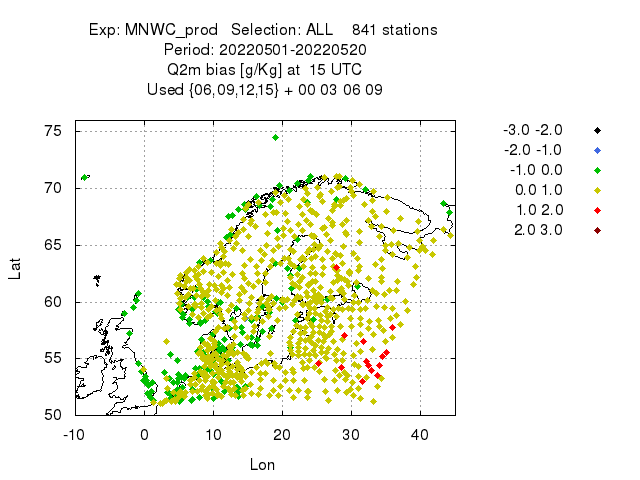 Exp: MNWC_prod Selection: ALL 841 stations
Period: 20220501-20220520
Q2m bias [g/Kg] at 15 UTC
Used {06,09,12,15} + 00 03 06 09
75
70
65
60
55
50
-10 0 10 20 30 40
Lat
Lon
-3.0 -2.0
-2.0 -1.0
-1.0 0.0
0.0 1.0
1.0 2.0
2.0 3.0